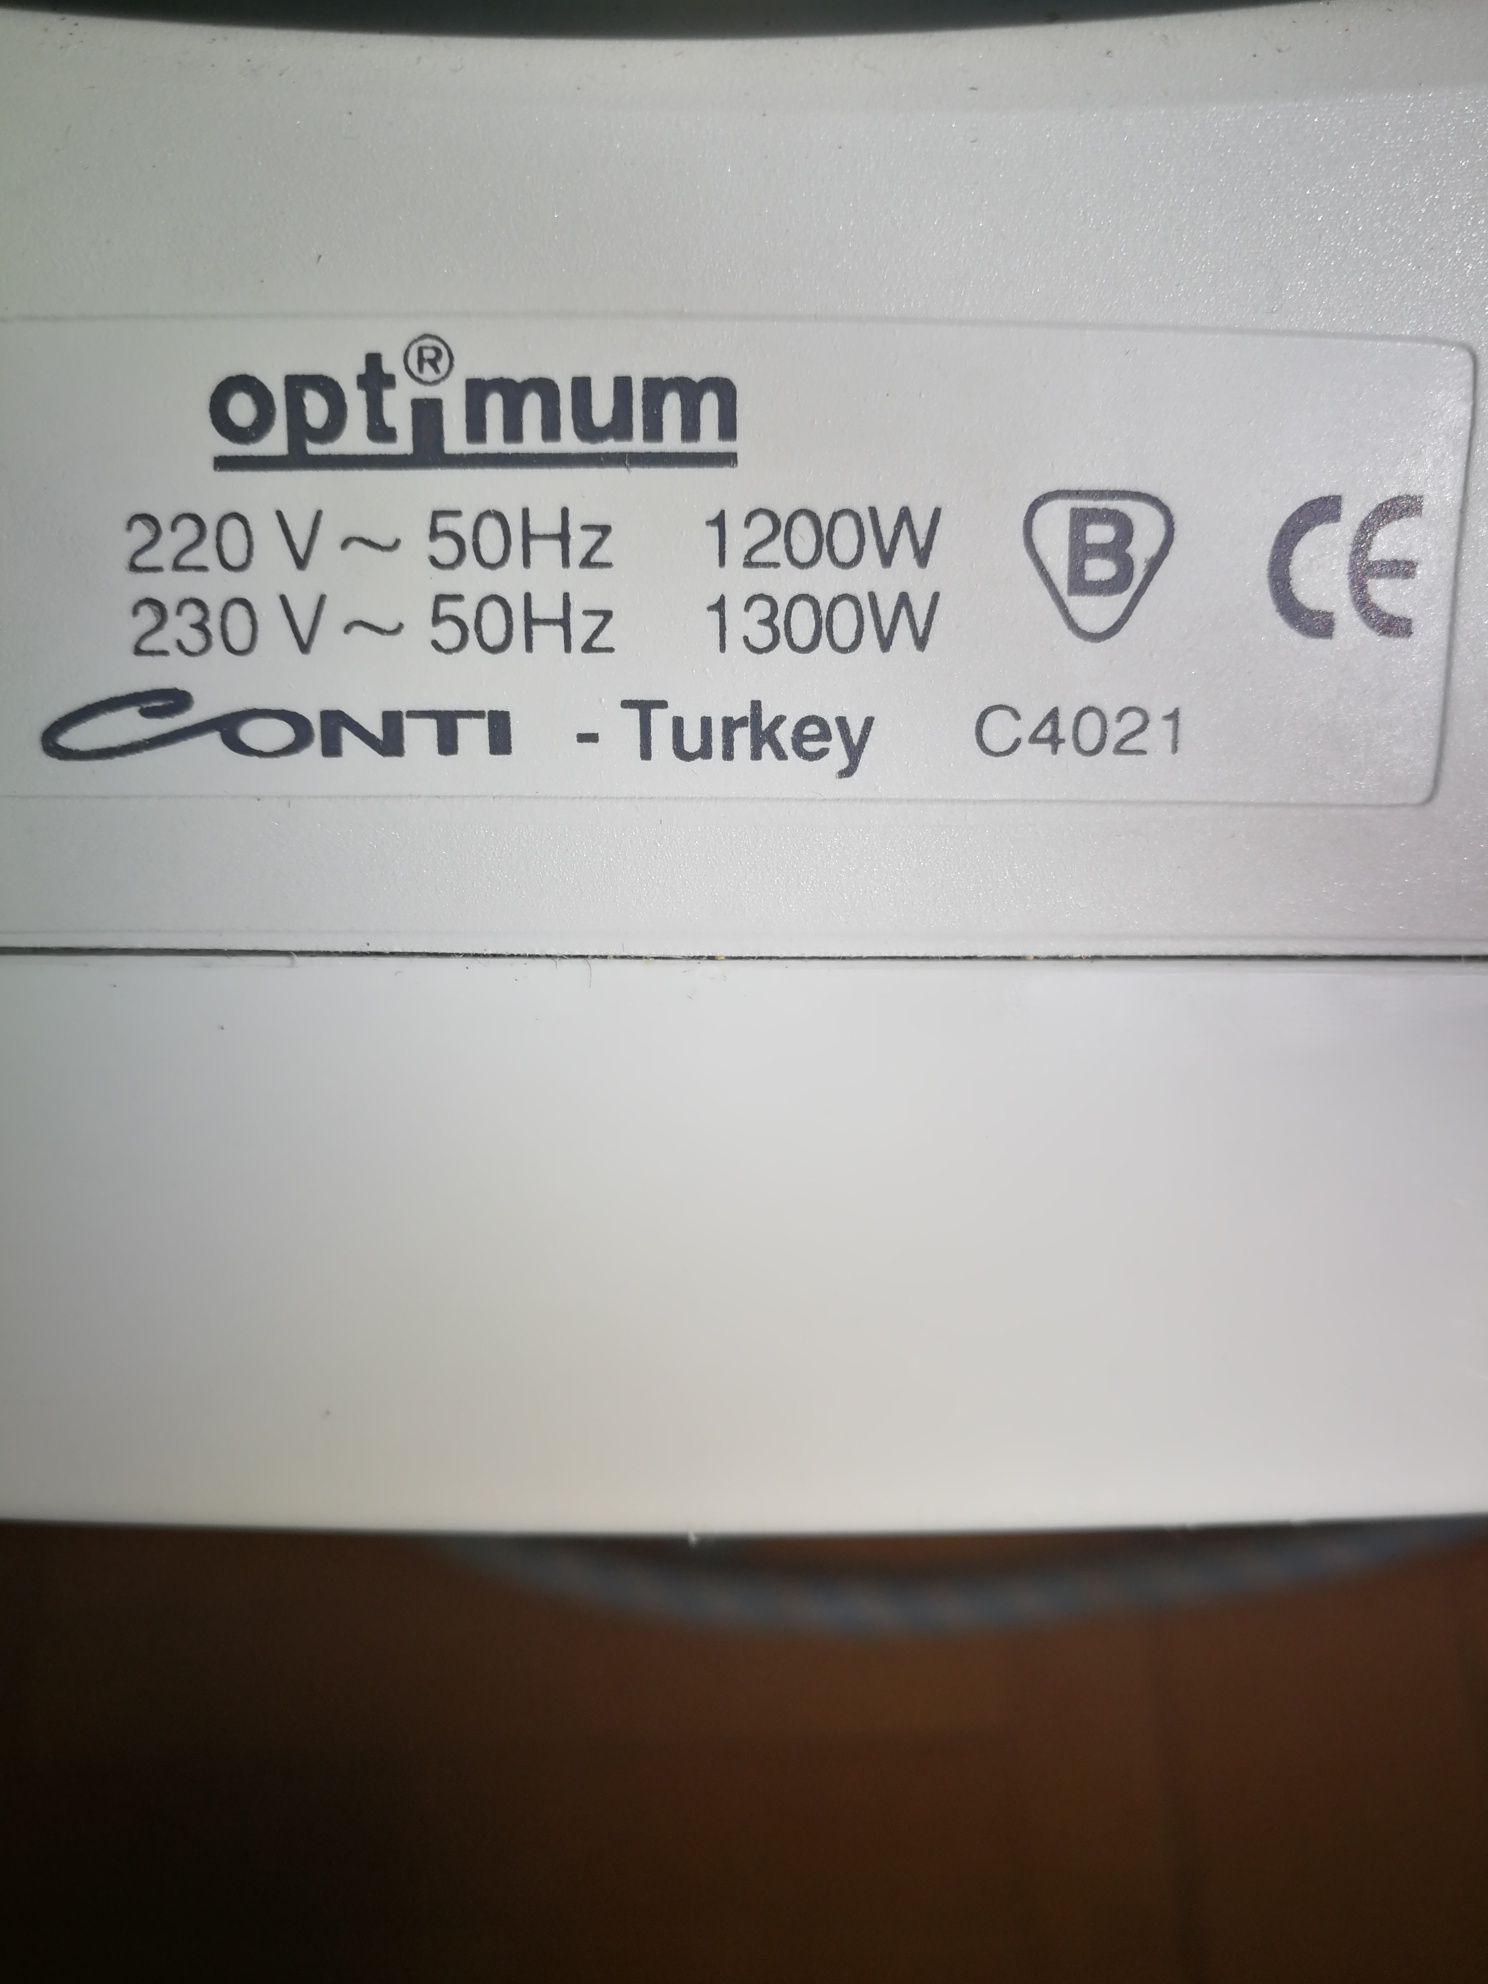 optimum®
220 V ~ 50Hz 1200W
230 V ~ 50Hz 1300W
B CE
CONTI - Turkey C4021